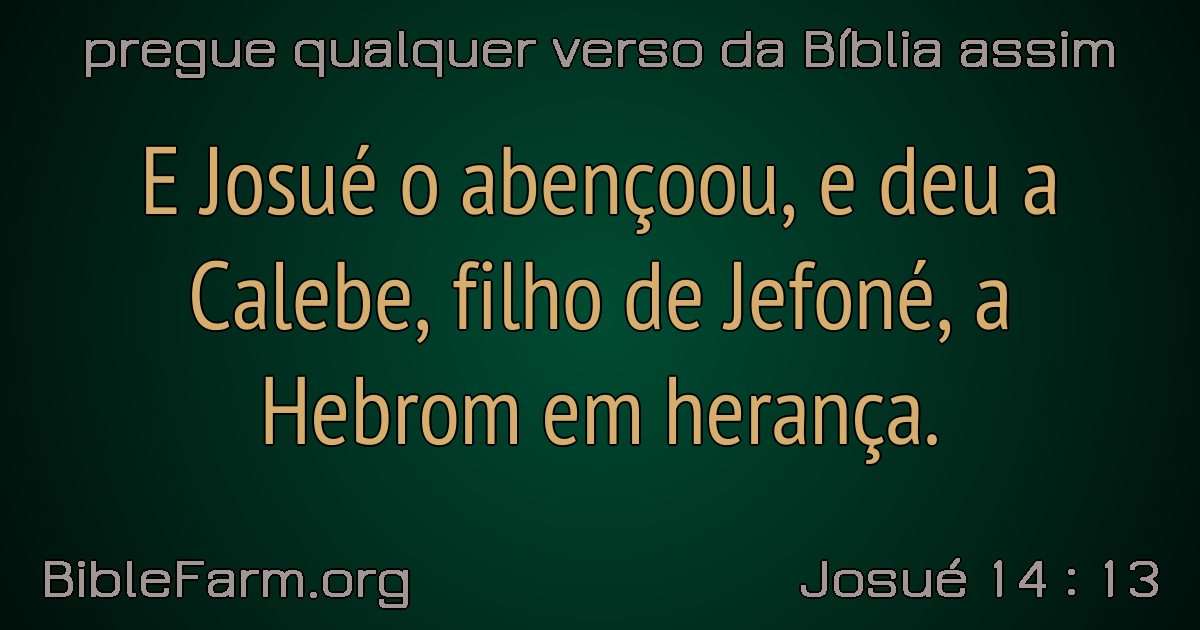 pregue qualquer verso da Bíblia assim
E Josué o abençoou, e deu a
Calebe, filho de Jefoné, a
Hebrom em herança.
BibleFarm.org
Josué 14 : 13